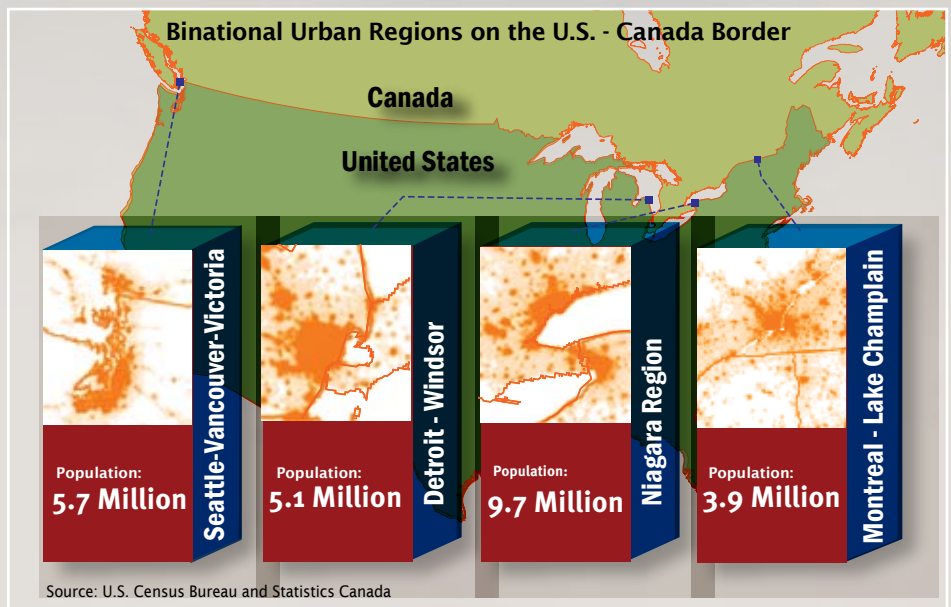 Binational Urban Regions on the U.S. - Canada Border
Canada
United States
Seattle-Vancouver-Victoria
Population:
5.7 Million
Detroit - Windsor
Population:
5.1 Million
Niagara Region
Population:
9.7 Million
Montreal - Lake Champlain
Population:
3.9 Million
Source: U.S. Census Bureau and Statistics Canada